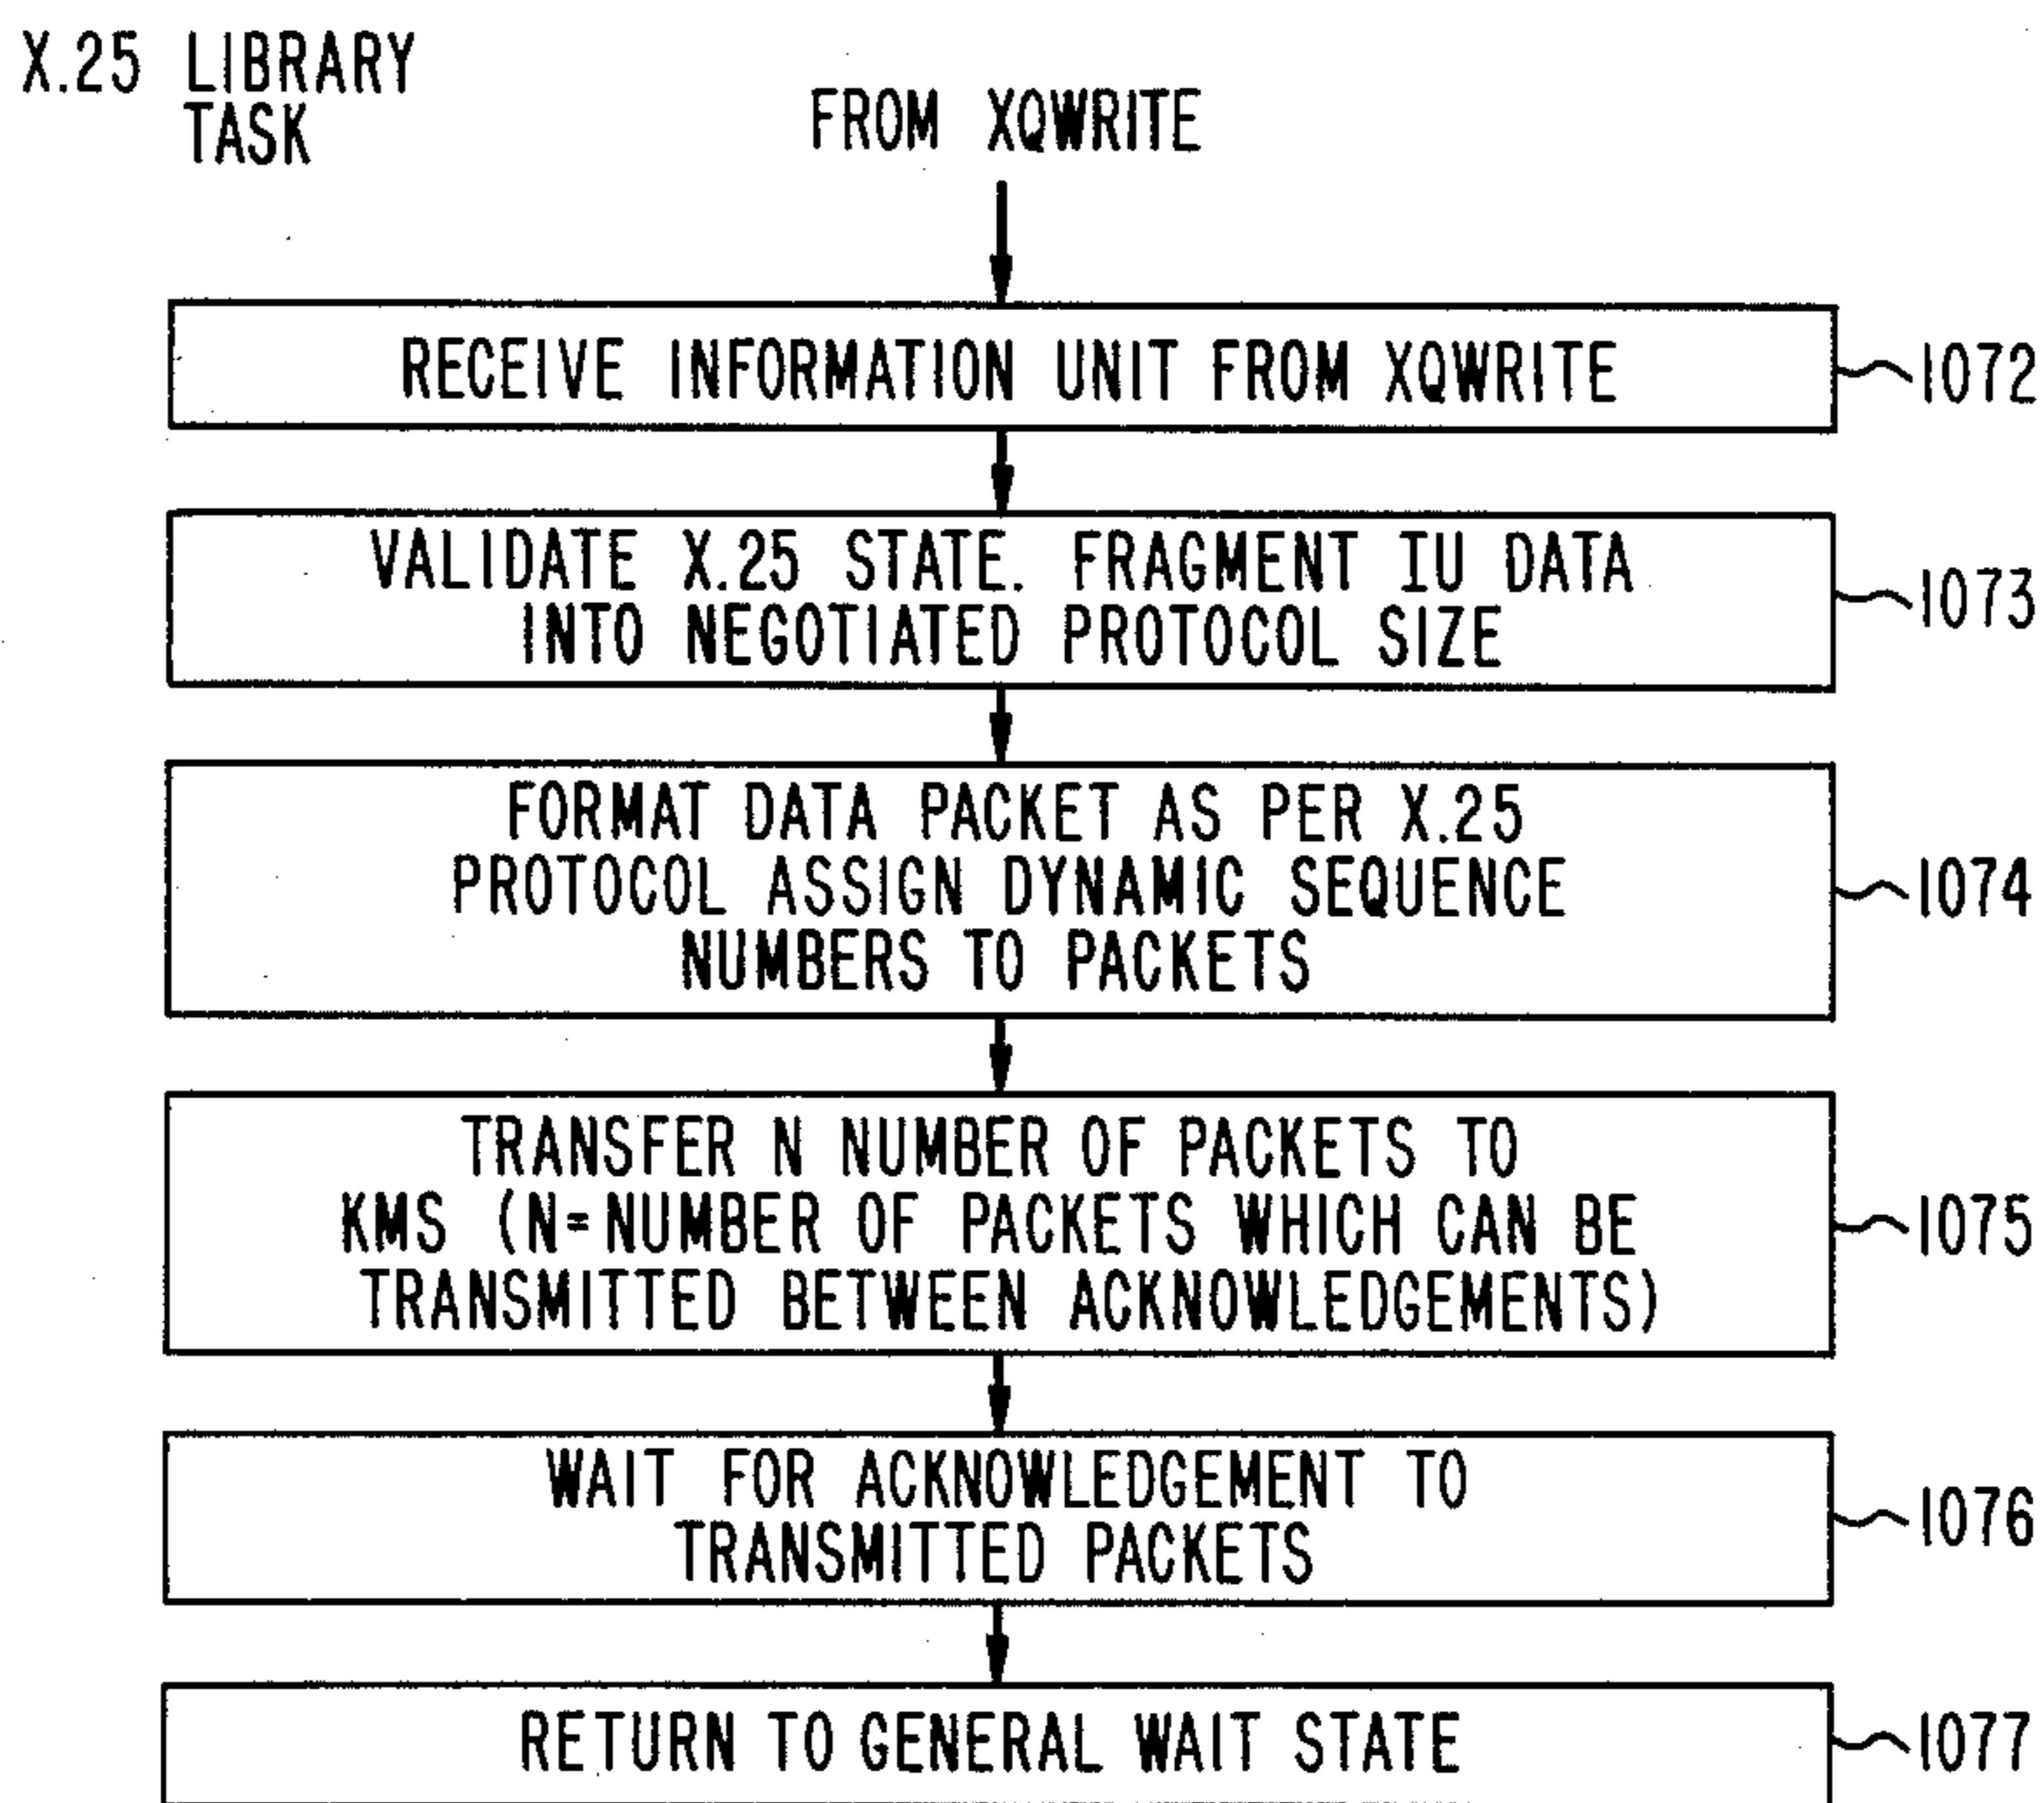 X.25 LIBRARY
TASK
FROM XQWRITE
RECEIVE INFORMATION UNIT FROM XQWRITE
1072
VALIDATE X.25 STATE. FRAGMENT IU DATA
INTO NEGOTIATED PROTOCOL SIZE
1073
FORMAT DATA PACKET AS PER X.25
PROTOCOL ASSIGN DYNAMIC SEQUENCE
NUMBERS TO PACKETS
1074
TRANSFER N NUMBER OF PACKETS TO
KMS (N=NUMBER OF PACKETS WHICH CAN BE
TRANSMITTED BETWEEN ACKNOWLEDGEMENTS)
1075
WAIT FOR ACKNOWLEDGEMENT TO
TRANSMITTED PACKETS
1076
RETURN TO GENERAL WAIT STATE
1077